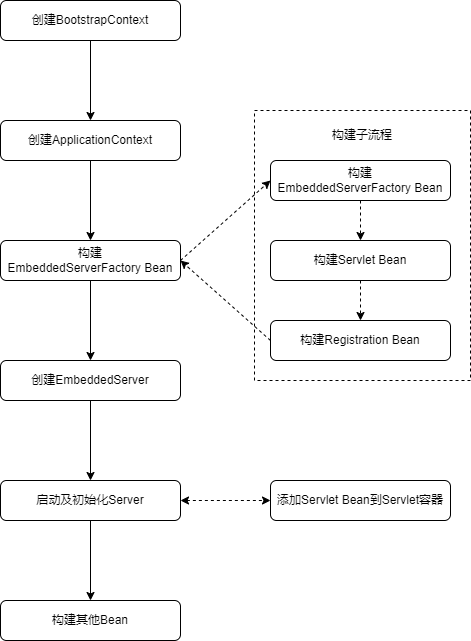 创建BootstrapContext
创建ApplicationContext
构建子流程
构建
EmbeddedServerFactory Bean
构建
EmbeddedServerFactory Bean
构建Servlet Bean
构建Registration Bean
创建EmbeddedServer
启动及初始化Server
添加Servlet Bean到Servlet容器
构建其他Bean